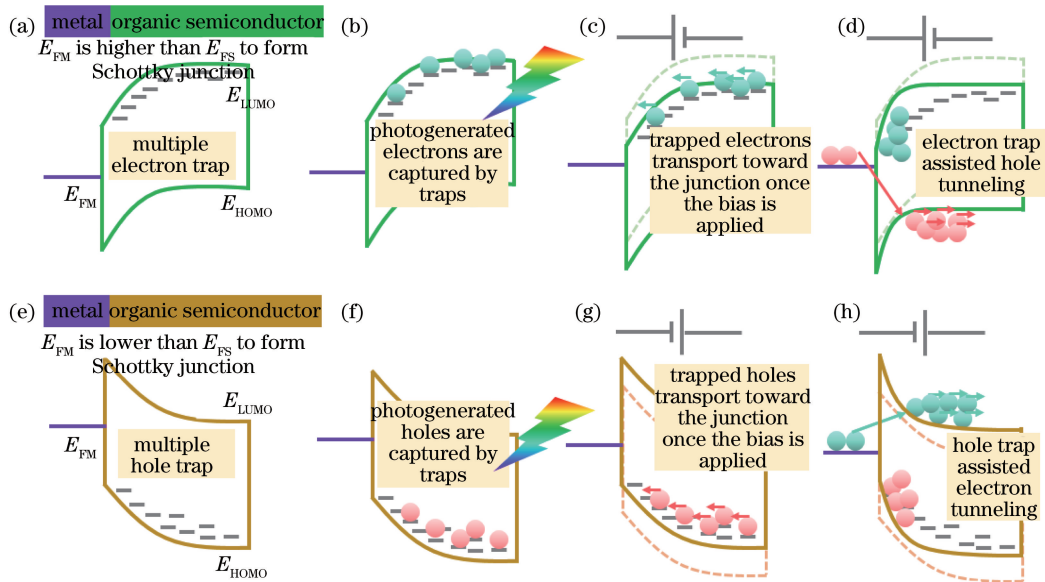 (a)
metal organic semiconductor
E_FM is higher than E_FS to form
Schottky junction
E_LUMO
multiple
electron trap
E_FM
E_HOMO
(b)
photogenerated
electrons are
captured by
traps
(c)
trapped electrons
transport toward
the junction once
the bias is
applied
(d)
electron trap
assisted hole
tunneling
(e)
metal organic semiconductor
E_FM is lower than E_FS to form
Schottky junction
E_LUMO
E_FM
multiple
hole trap
E_HOMO
(f)
photogenerated
holes are
captured by
traps
(g)
trapped holes
transport toward
the junction
once the bias is
applied
(h)
hole trap
assisted
electron
tunneling